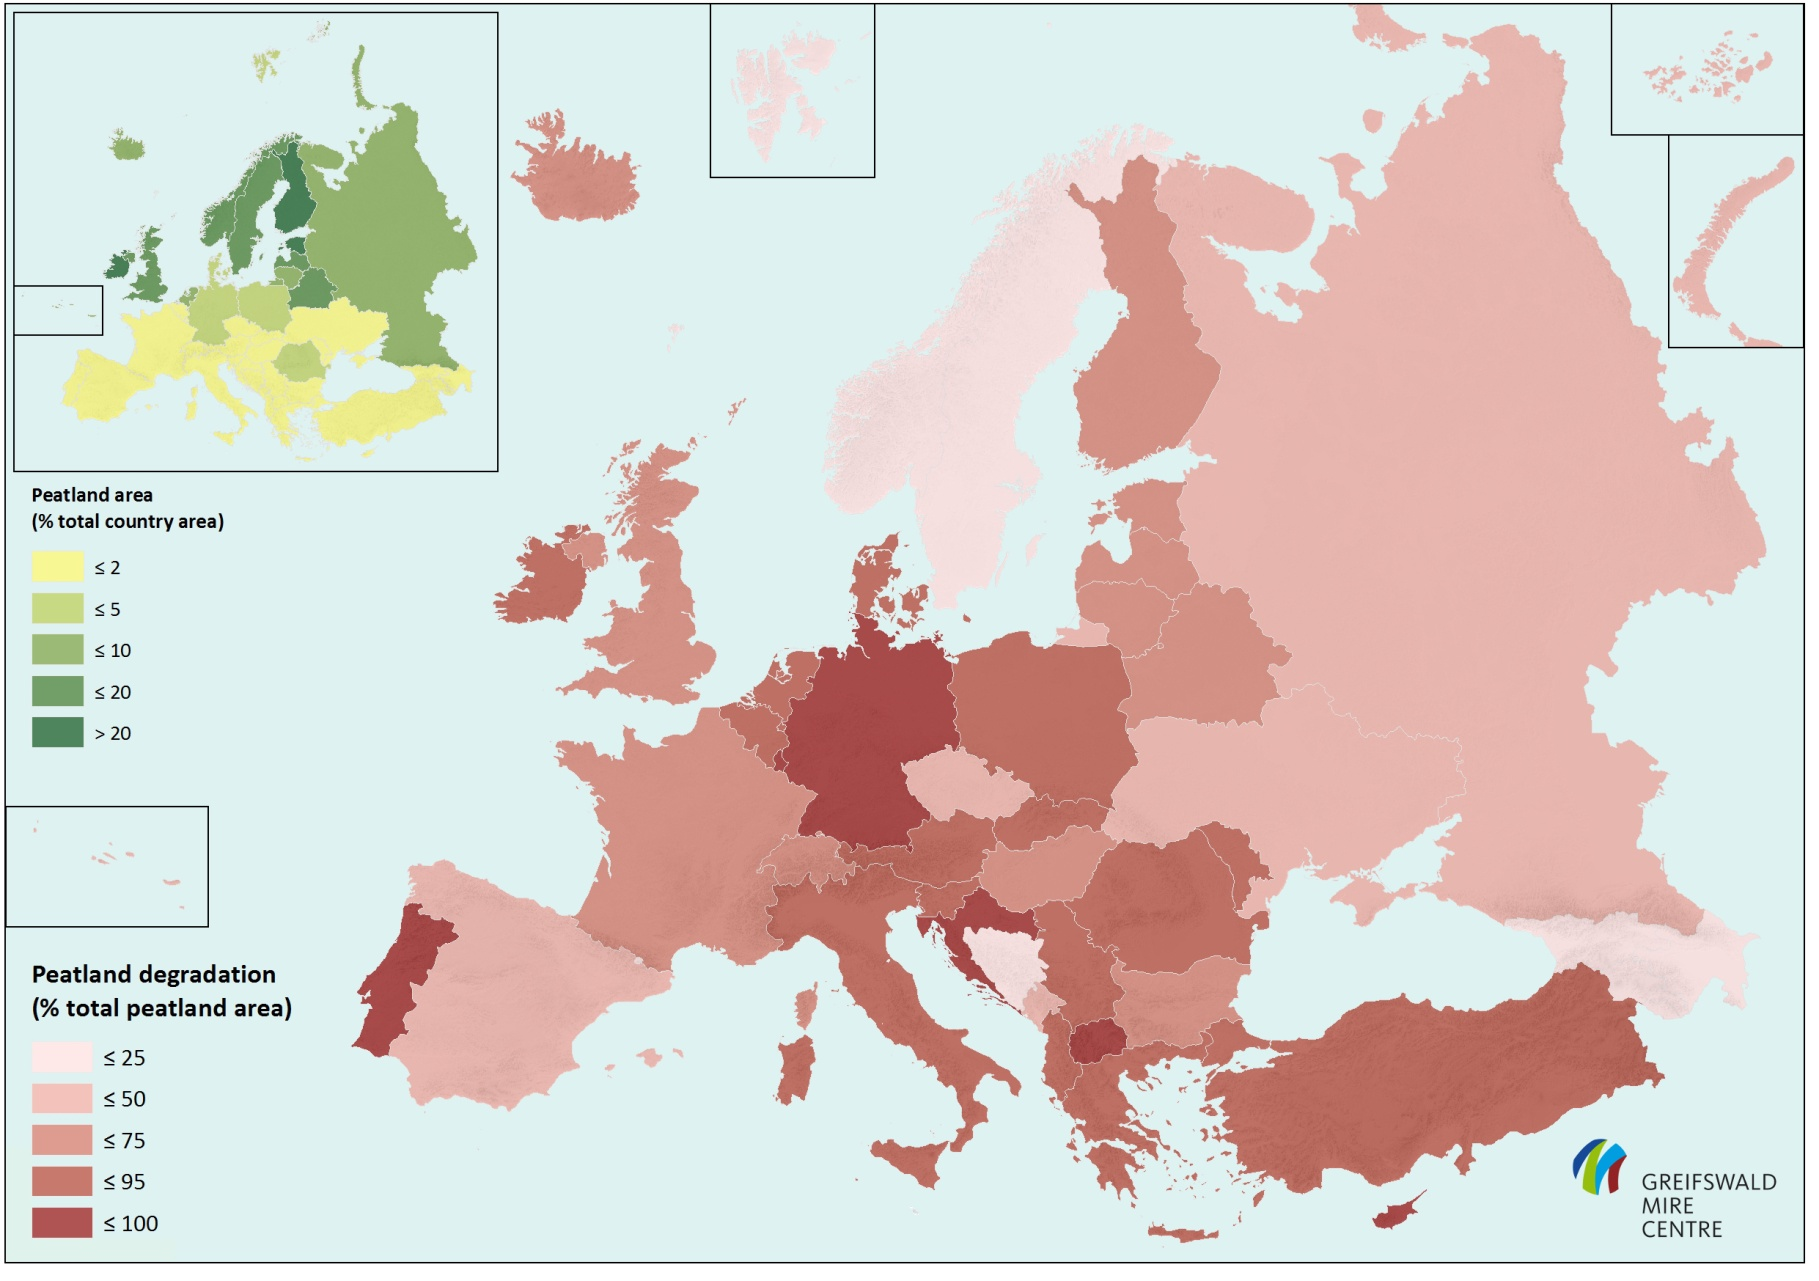 Peatland area
(% total country area)
≤ 2
≤ 5
≤ 10
≤ 20
> 20
Peatland degradation
(% total peatland area)
≤ 25
≤ 50
≤ 75
≤ 95
≤ 100
GREIFSWALD
MIRE
CENTRE